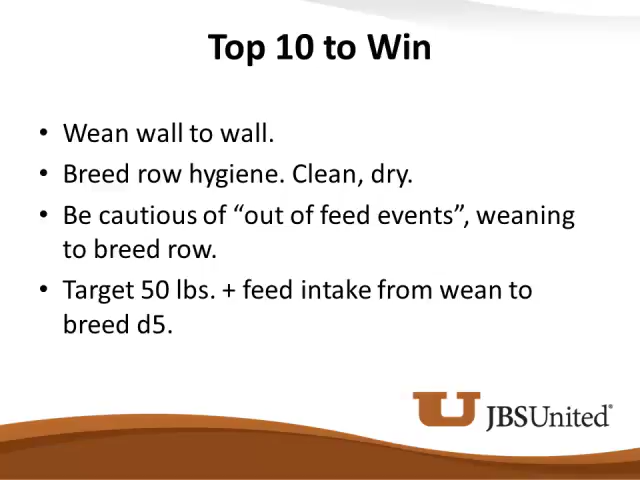 Top 10 to Win
• Wean wall to wall.
• Breed row hygiene. Clean, dry.
• Be cautious of “out of feed events”, weaning
to breed row.
• Target 50 lbs. + feed intake from wean to
breed d5.
JBSUnited®